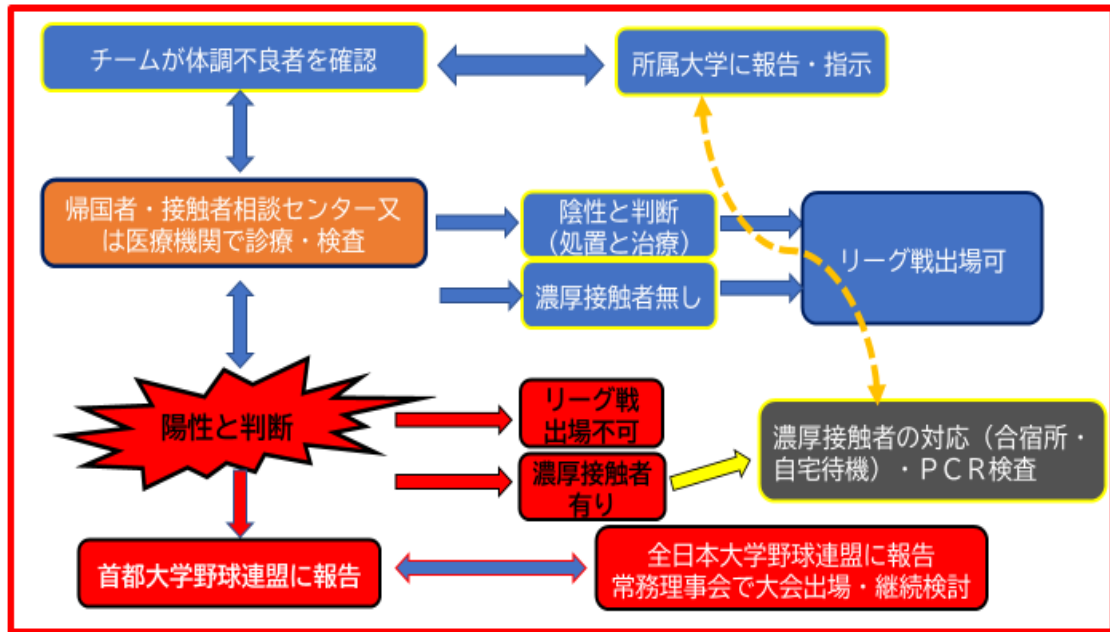 チームが体調不良者を確認
所属大学に報告・指示
帰国者・接触者相談センター又
は医療機関で診療・検査
陰性と判断
（処置と治療）
濃厚接触者無し
リーグ戦出場可
陽性と判断
リーグ戦
出場不可
濃厚接触者
有り
濃厚接触者の対応（合宿所・
自宅待機）・ＰＣＲ検査
首都大学野球連盟に報告
全日本大学野球連盟に報告
常務理事会で大会出場・継続検討